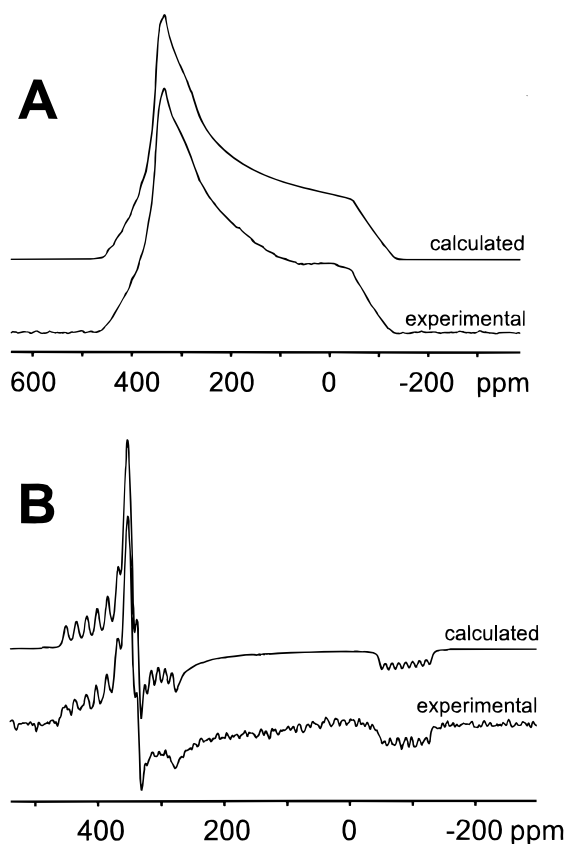 A
calculated
experimental
600 400 200 0 -200 ppm
B
calculated
experimental
400 200 0 -200 ppm